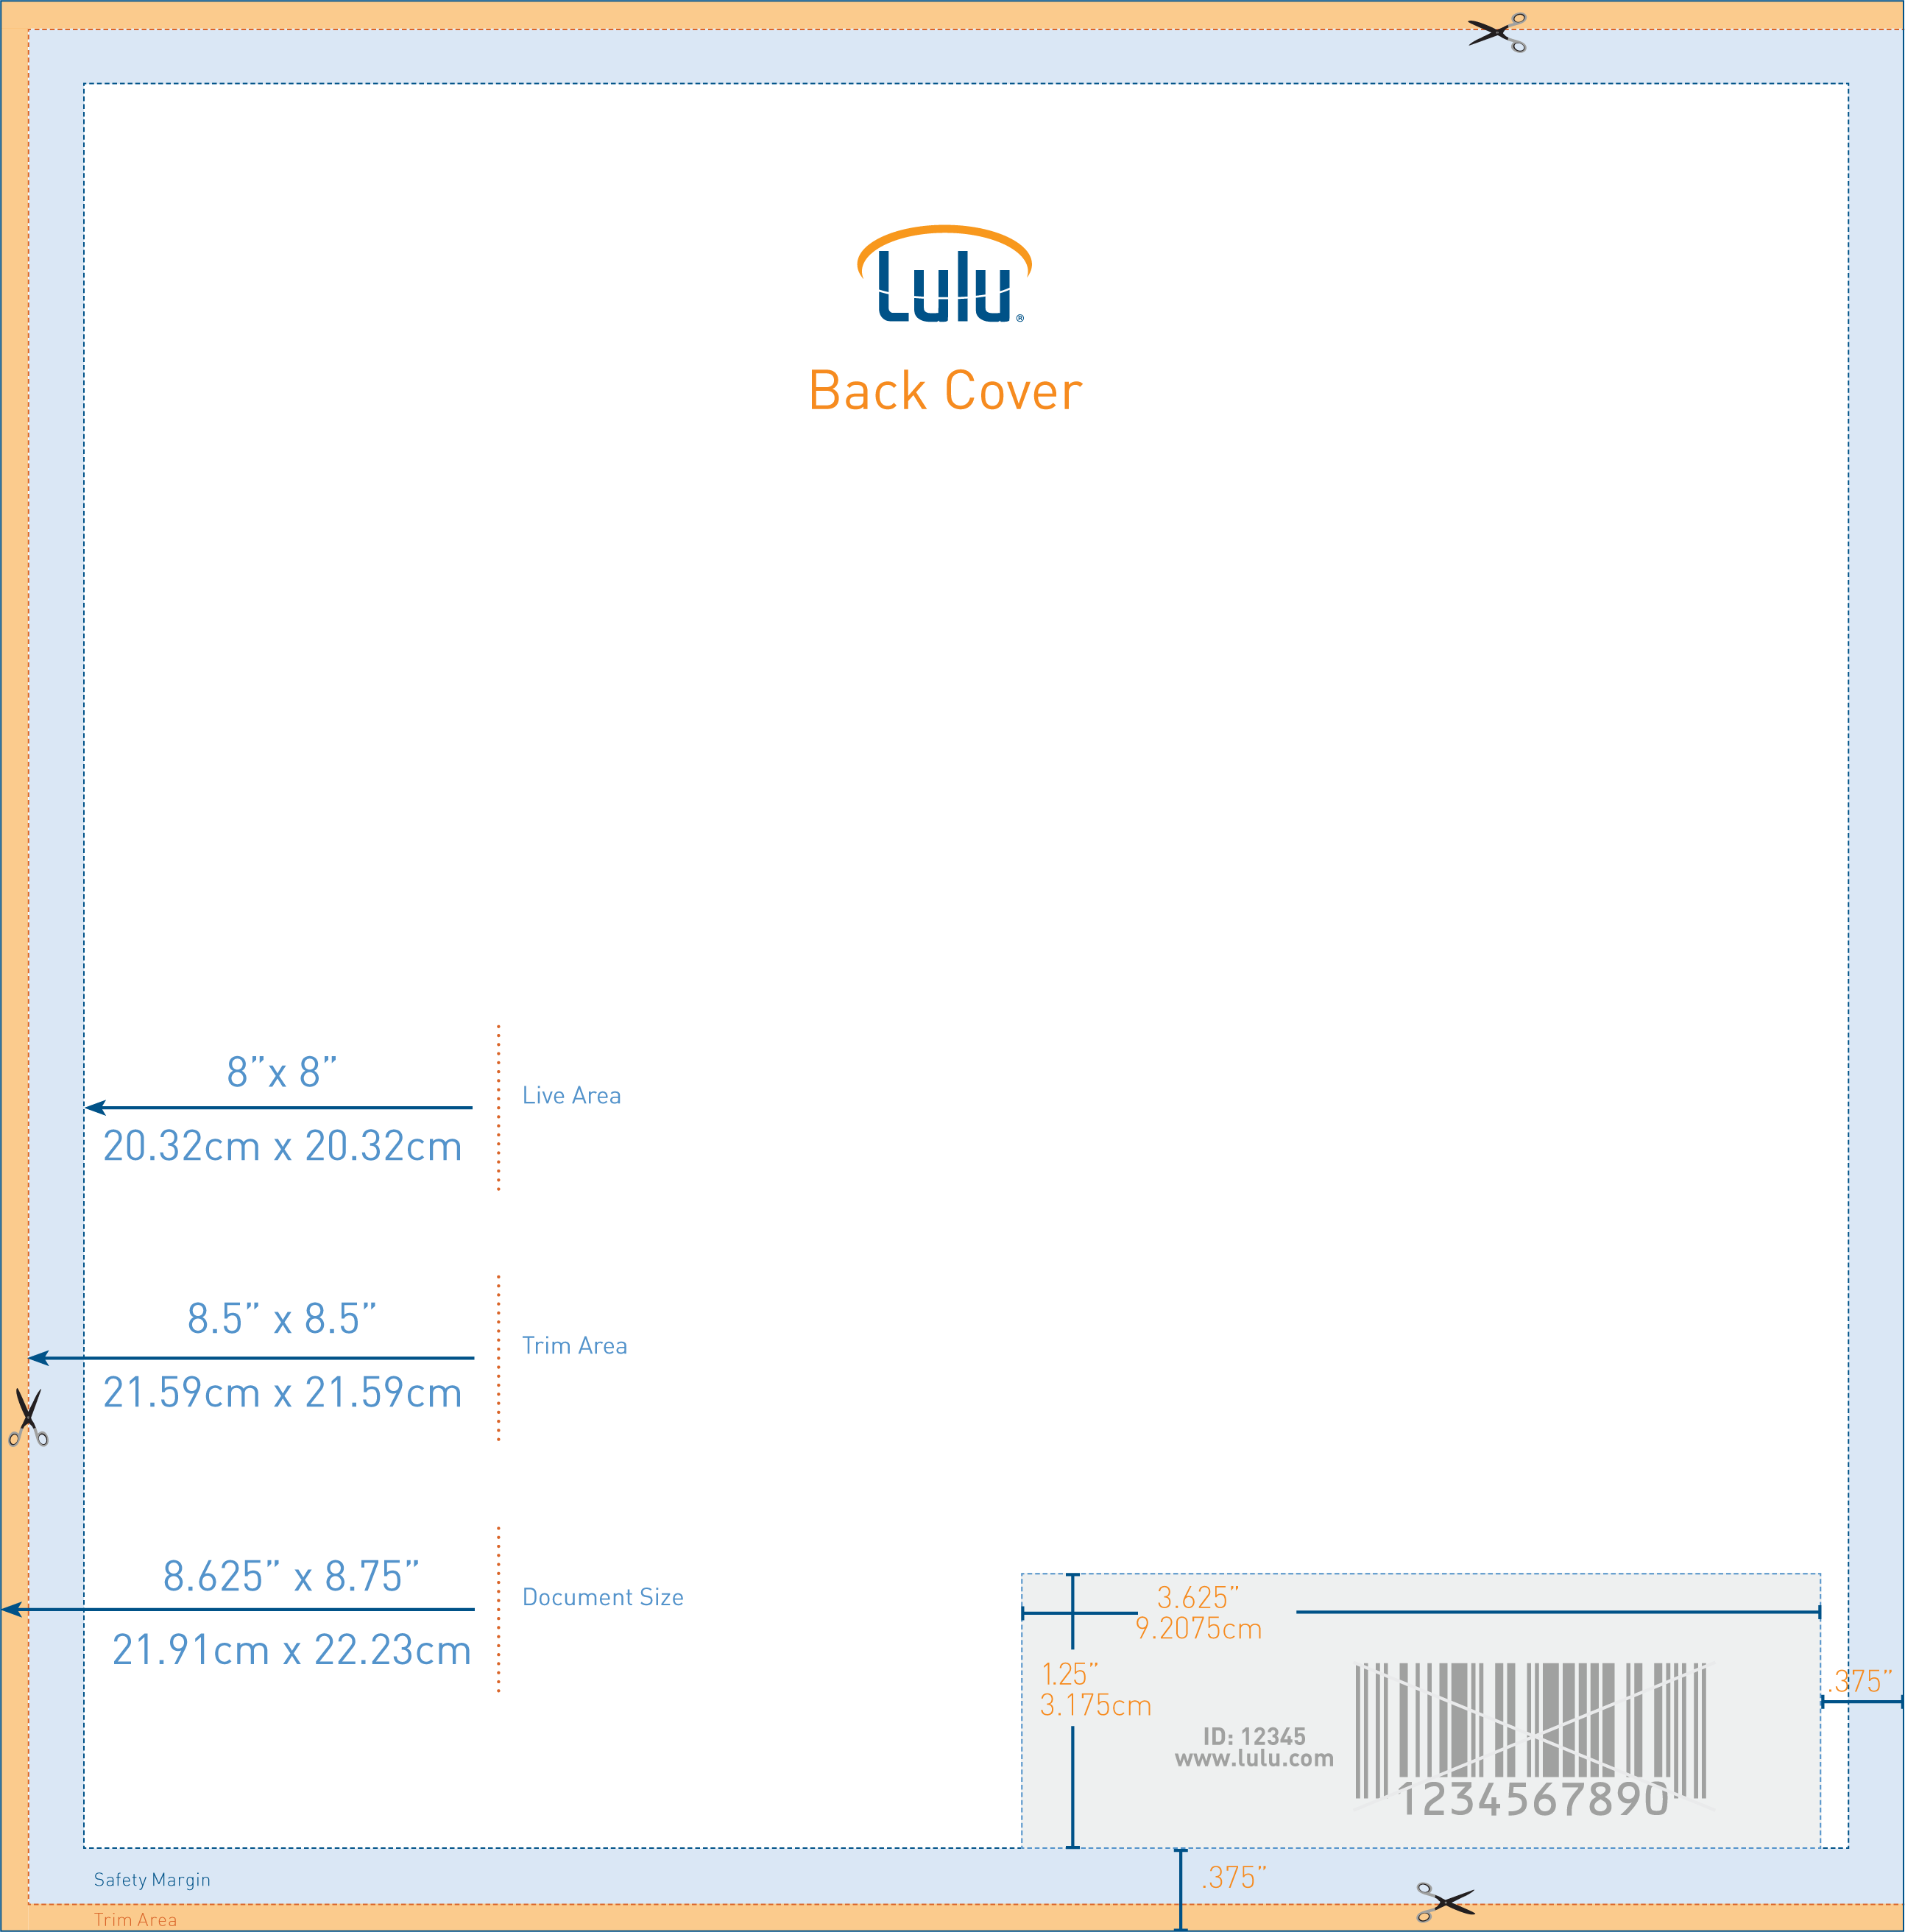 Lulu®
Back Cover
8”x 8”
20.32cm x 20.32cm
Live Area
8.5” x 8.5”
21.59cm x 21.59cm
Trim Area
8.625” x 8.75”
21.91cm x 22.23cm
Document Size
3.625”
9.2075cm
1.25”
3.175cm
.375”
ID: 12345
www.lulu.com
1234567890
.375”
Safety Margin
Trim Area